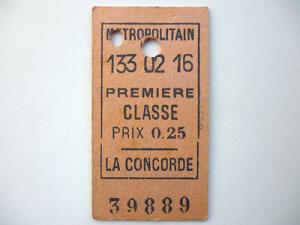 METROPOLITAIN
133 02 16
PREMIERE
CLASSE
PRIX 0.25
LA CONCORDE
39889